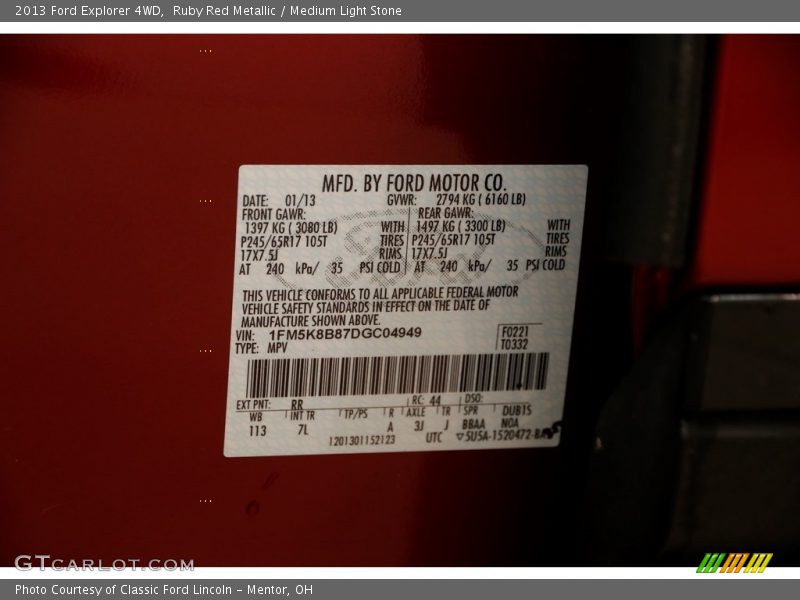 2013 Ford Explorer 4WD, Ruby Red Metallic / Medium Light Stone
MFD. BY FORD MOTOR CO.
DATE: 01/13 GVWR: 2794 KG ( 6160 LB)
FRONT GAWR: REAR GAWR:
1397 KG ( 3080 LB) WITH 1497 KG ( 3300 LB) WITH
P245/65R17 105T TIRES P245/65R17 105T TIRES
17X7.5J RIMS 17X7.5J RIMS
AT 240 kPa/ 35 PSI COLD AT 240 kPa/ 35 PSI COLD
THIS VEHICLE CONFORMS TO ALL APPLICABLE FEDERAL MOTOR
VEHICLE SAFETY STANDARDS IN EFFECT ON THE DATE OF
MANUFACTURE SHOWN ABOVE.
VIN: 1FM5K8B87DGC04949 F0221
TYPE: MPV T0332
EXT PNT: RR RC: 44 DSO:
WB INT TR TP/PS R AXLE TR SPR DUB1S
113 7L A 3J J BBAA NOA
1201301152123 UTC 5U5A-1520472-
GTCARLOT.COM
Photo Courtesy of Classic Ford Lincoln – Mentor, OH